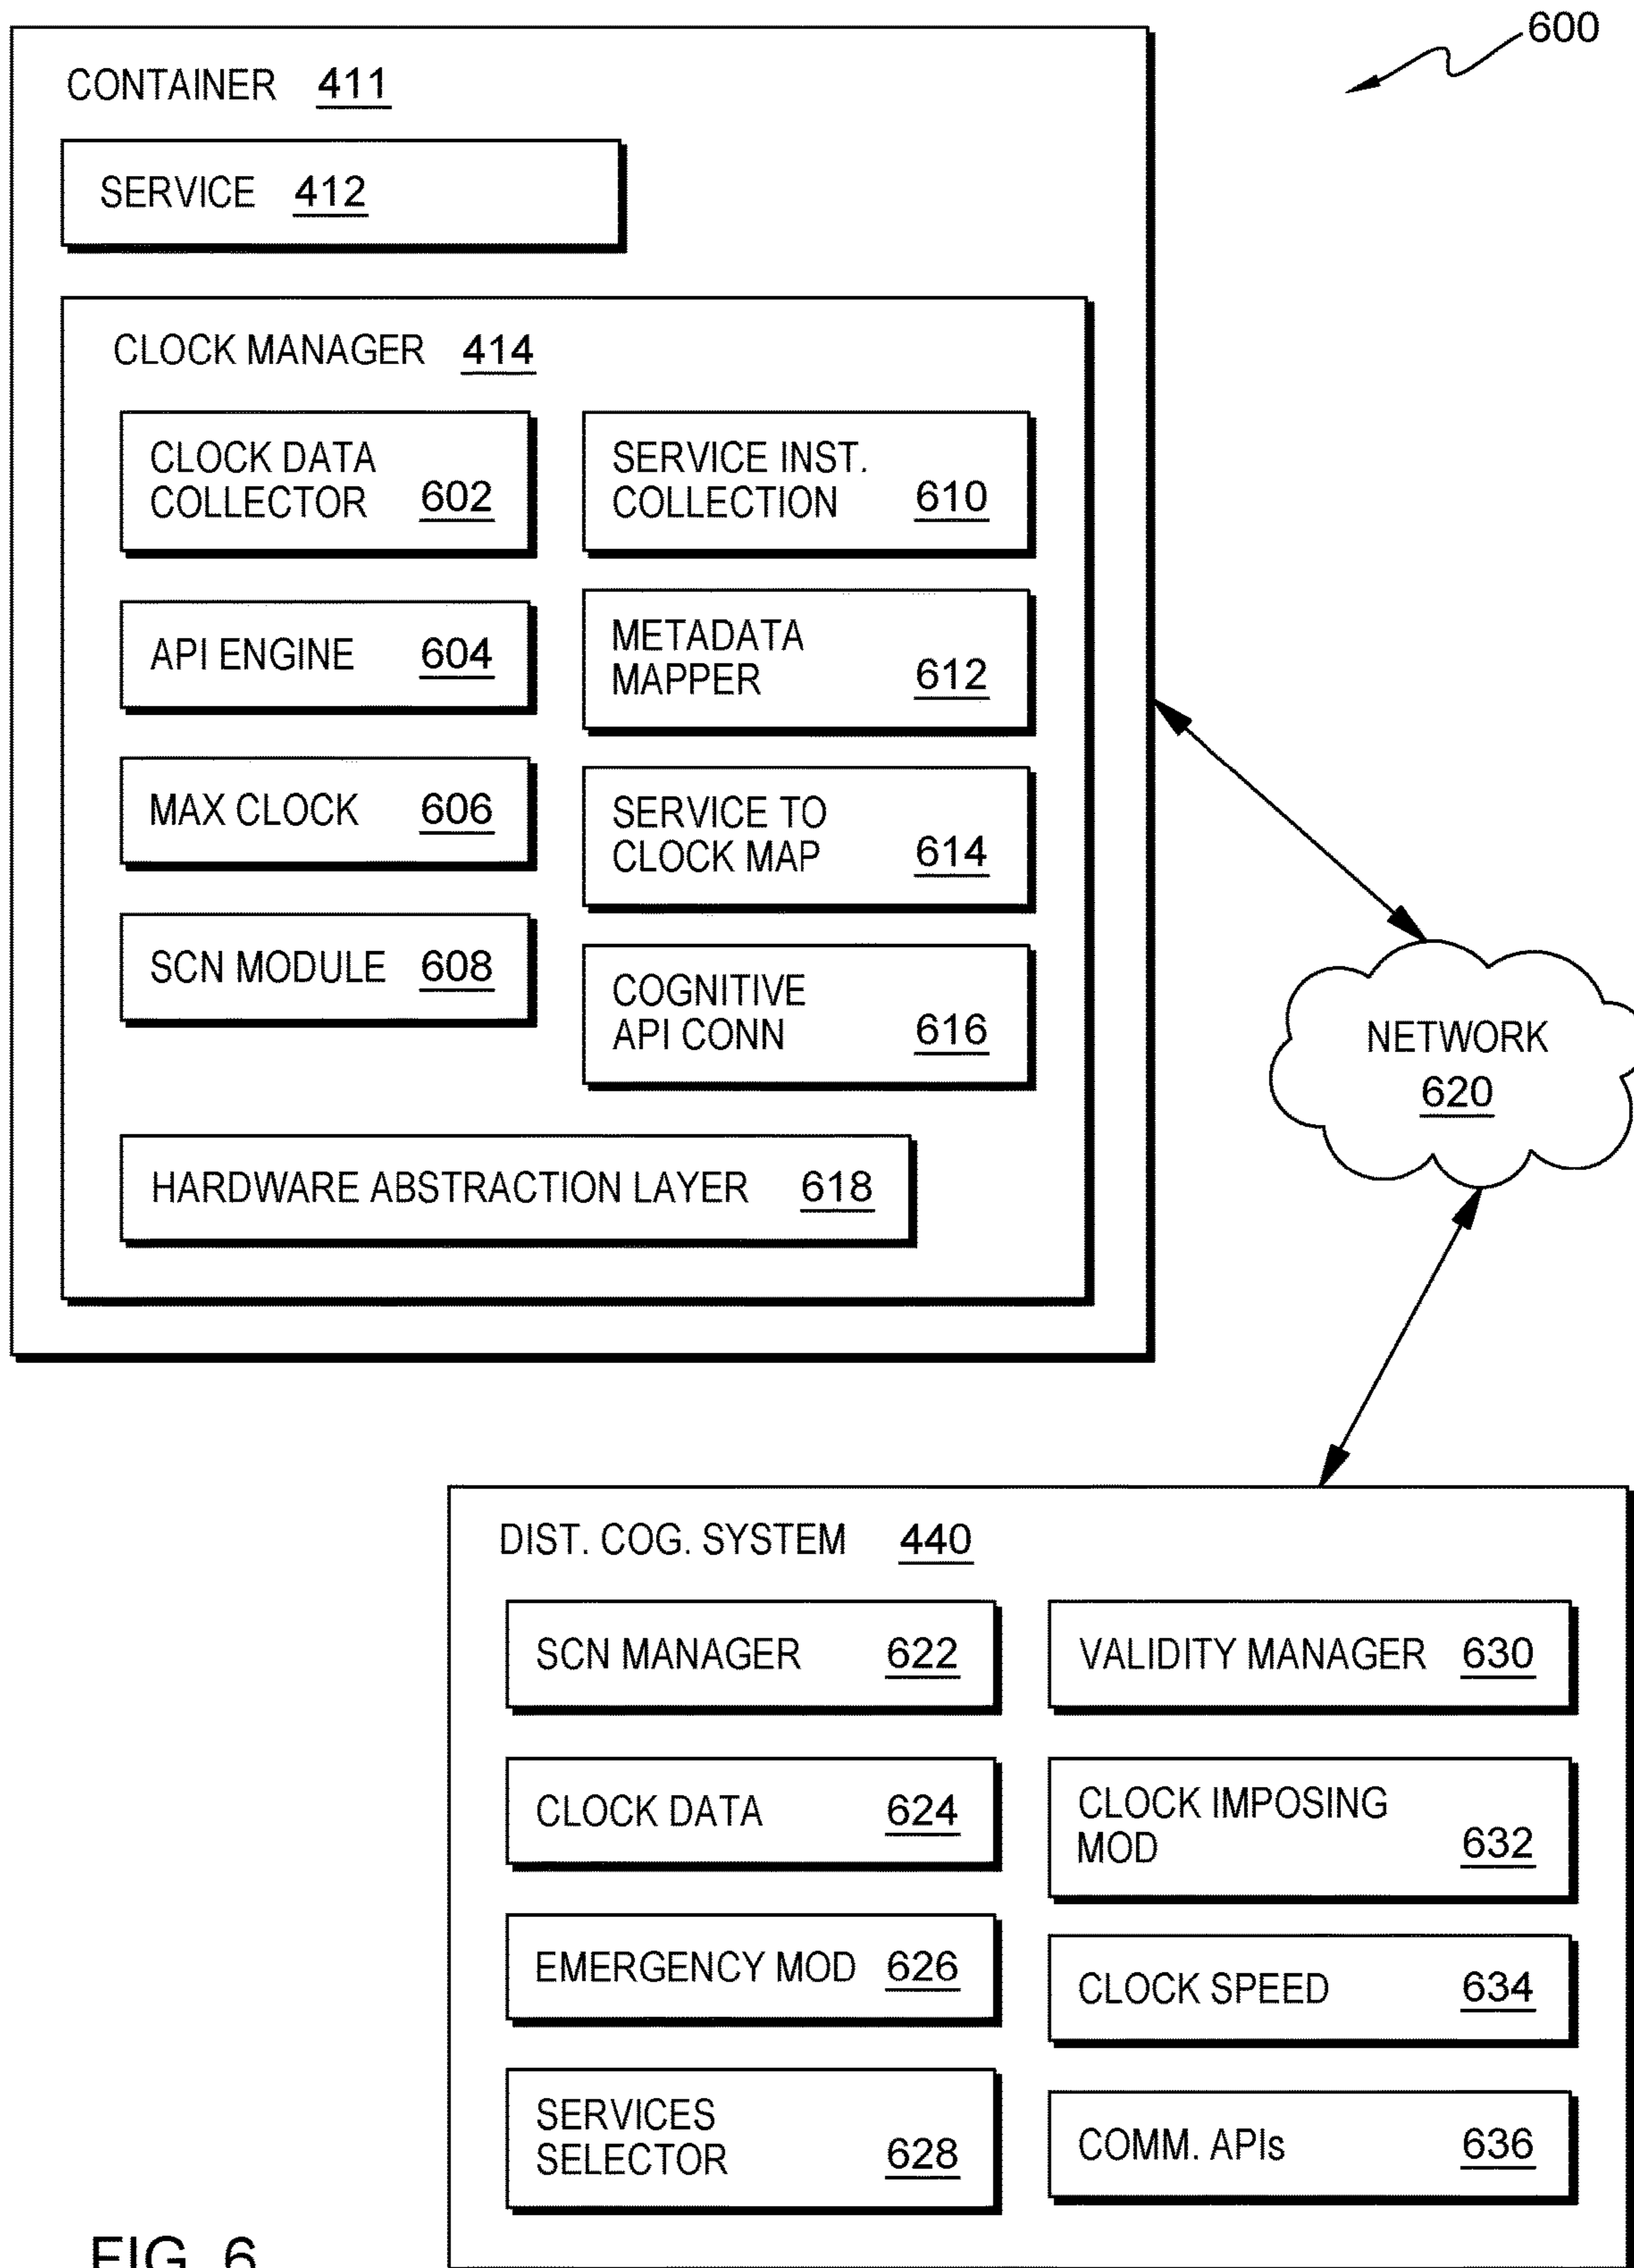 600
CONTAINER 411
SERVICE 412
CLOCK MANAGER 414
CLOCK DATA
COLLECTOR 602
API ENGINE 604
MAX CLOCK 606
SCN MODULE 608
SERVICE INST.
COLLECTION 610
METADATA
MAPPER 612
SERVICE TO
CLOCK MAP 614
COGNITIVE
API CONN 616
HARDWARE ABSTRACTION LAYER 618
NETWORK
620
DIST. COG. SYSTEM 440
SCN MANAGER 622
CLOCK DATA 624
EMERGENCY MOD 626
SERVICES
SELECTOR 628
VALIDITY MANAGER 630
CLOCK IMPOSING
MOD 632
CLOCK SPEED 634
COMM. APIs 636
FIG. 6